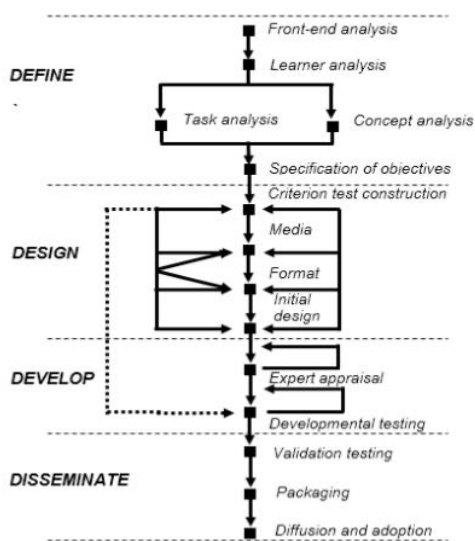 Front-end analysis
Learner analysis
DEFINE
Task analysis
Concept analysis
Specification of objectives
Criterion test construction
Media
DESIGN
Format
Initial
design
DEVELOP
Expert appraisal
Developmental testing
Validation testing
DISSEMINATE
Packaging
Diffusion and adoption